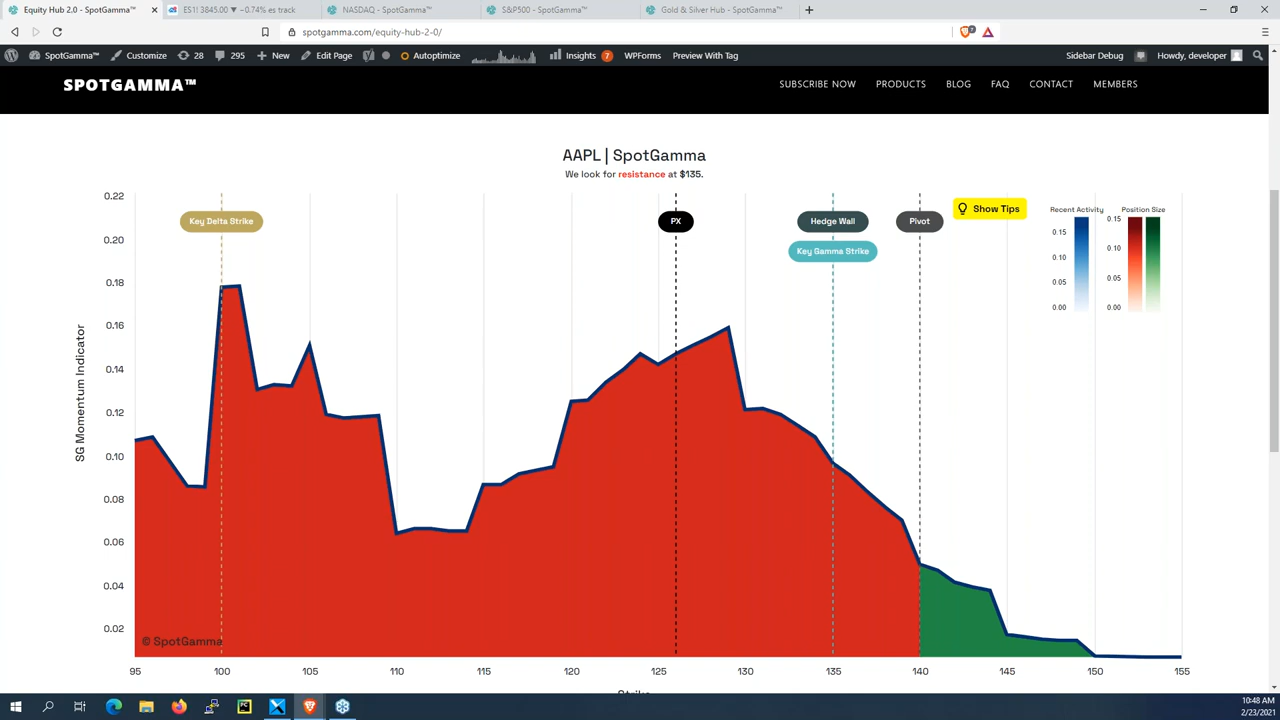 Equity Hub 2.0 - SpotGamma™
ES1! 3845.00 ▼ −0.74% es track
NASDAQ - SpotGamma™
S&P500 - SpotGamma™
Gold & Silver Hub - SpotGamma™
spotgamma.com/equity-hub-2-0/
SpotGamma™ Customize 28 295 New Edit Page Autoptimize Insights 7 WPForms Preview With Tag Sidebar Debug Howdy, developer
SPOTGAMMA™
SUBSCRIBE NOW PRODUCTS BLOG FAQ CONTACT MEMBERS
AAPL | SpotGamma
We look for resistance at $135.
Key Delta Strike
PX
Hedge Wall
Key Gamma Strike
Pivot
Show Tips
Recent Activity
0.15
0.10
0.05
0.00
Position Size
0.15
0.10
0.05
0.00
SG Momentum Indicator
0.22
0.20
0.18
0.16
0.14
0.12
0.10
0.08
0.06
0.04
0.02
© SpotGamma
95 100 105 110 115 120 125 130 135 140 145 150 155
10:48 AM
2/23/2021